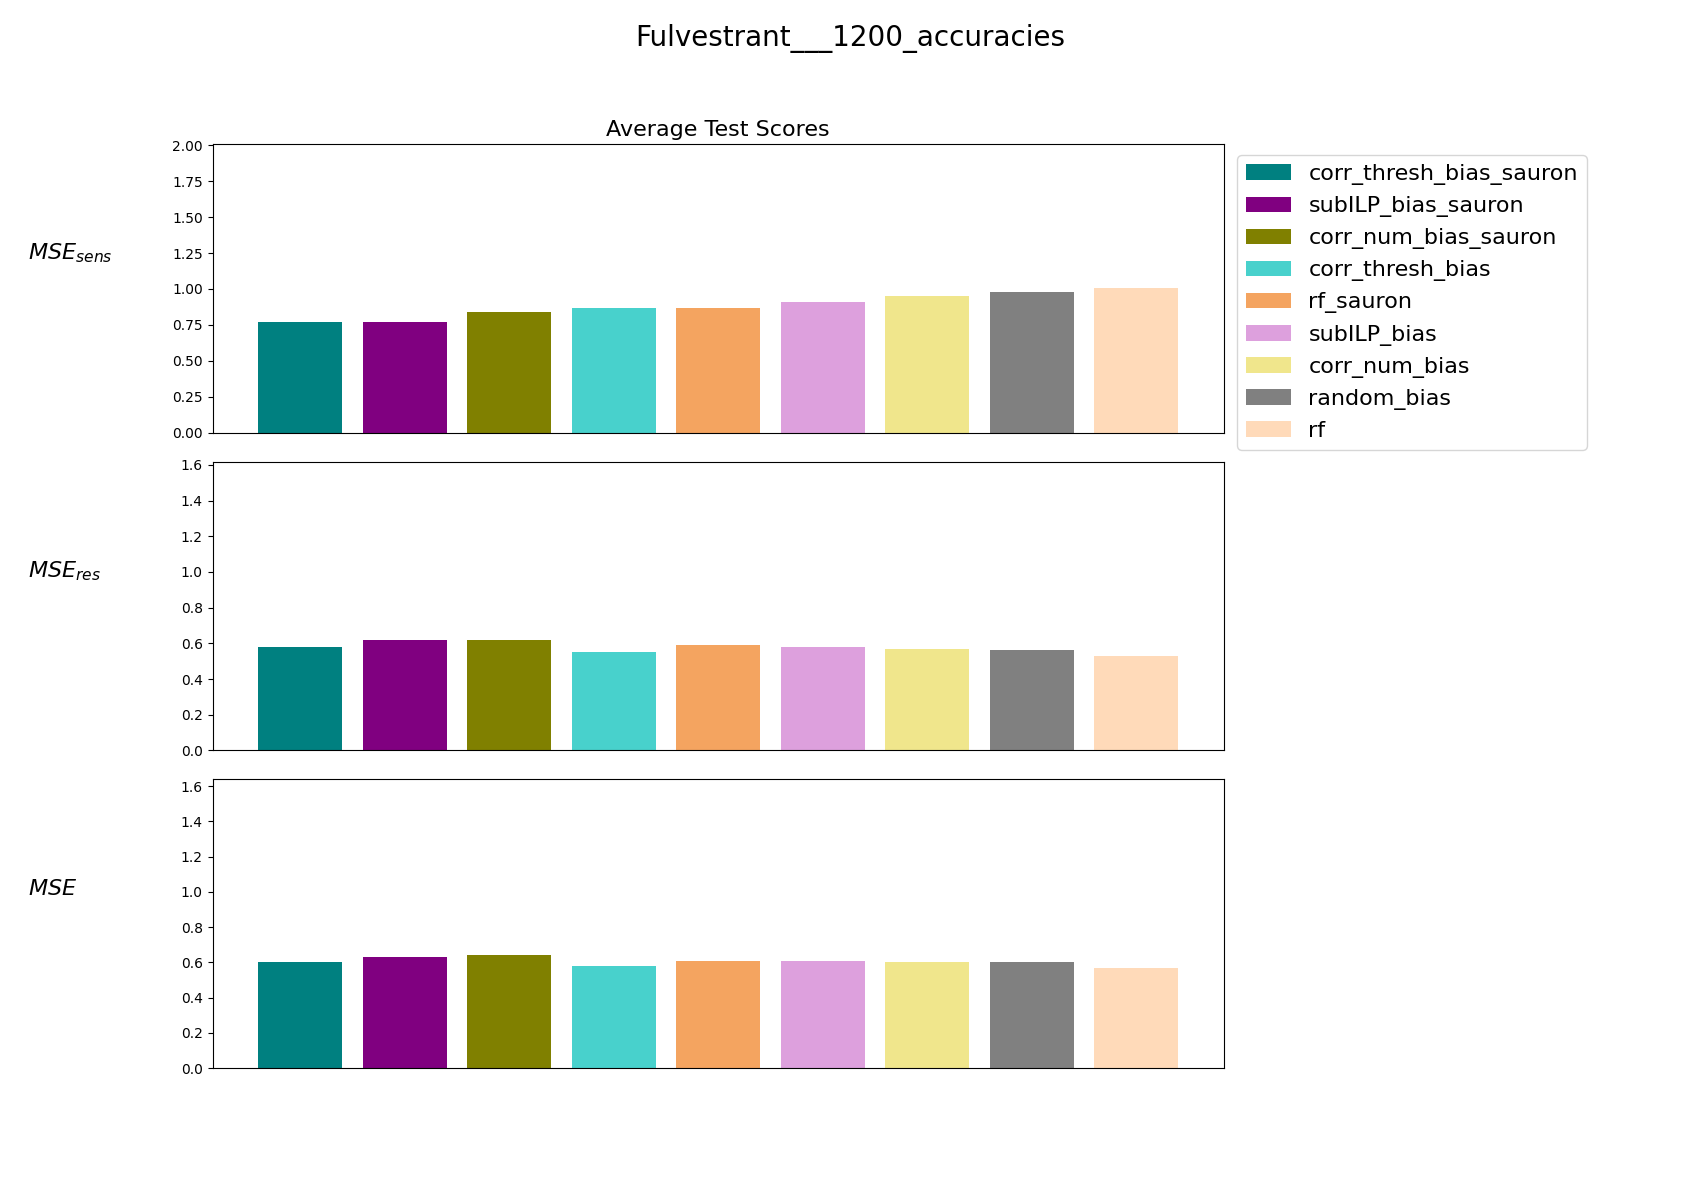 Fulvestrant___1200_accuracies
Average Test Scores
MSE_sens
2.00
1.75
1.50
1.25
1.00
0.75
0.50
0.25
0.00
corr_thresh_bias_sauron
subILP_bias_sauron
corr_num_bias_sauron
corr_thresh_bias
rf_sauron
subILP_bias
corr_num_bias
random_bias
rf
MSE_res
1.6
1.4
1.2
1.0
0.8
0.6
0.4
0.2
0.0
MSE
1.6
1.4
1.2
1.0
0.8
0.6
0.4
0.2
0.0